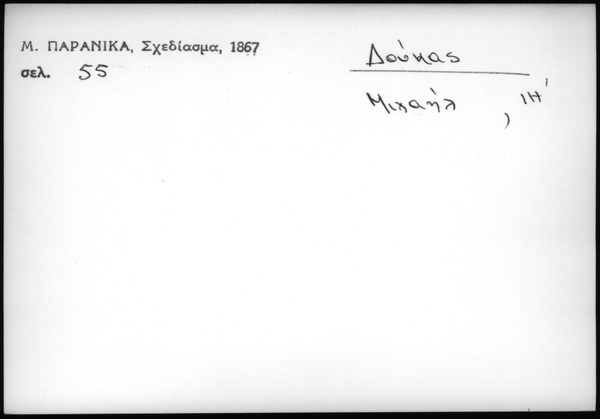 Μ. ΠΑΡΑΝΙΚΑ, Σχεδίασμα, 1867
σελ. 55
Δούκας
Μιχαήλ, ΙΗ'